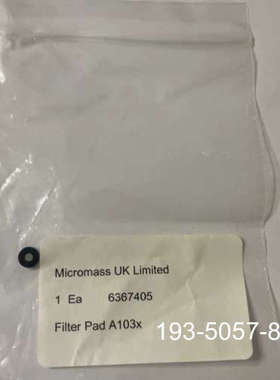 Micromass UK Limited
1 Ea 6367405
Filter Pad A103x
193-5057-8